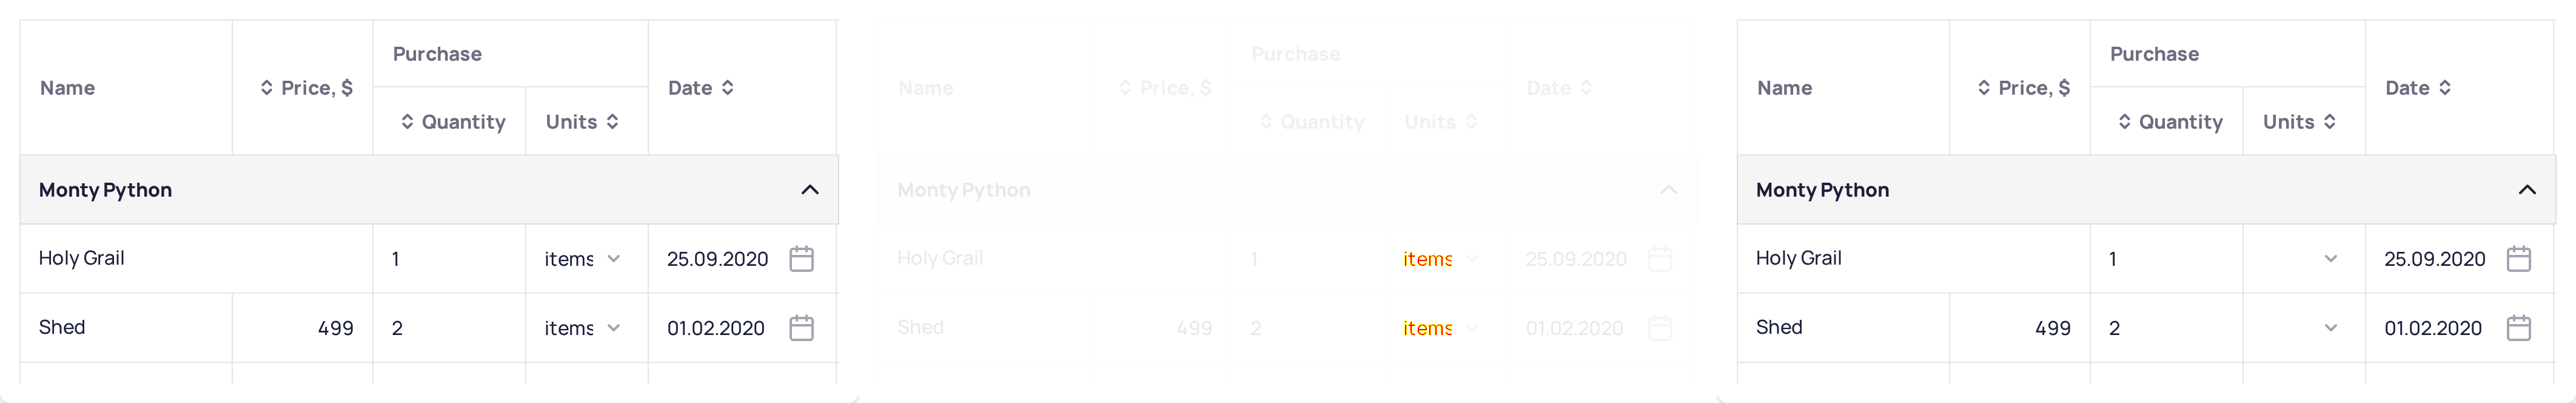 Purchase
Name Price, $ Date
Quantity Units
Monty Python
Holy Grail 1 items 25.09.2020
Shed 499 2 items 01.02.2020
Purchase
Name Price, $ Date
Quantity Units
Monty Python
Holy Grail 1 items 25.09.2020
Shed 499 2 items 01.02.2020
Purchase
Name Price, $ Date
Quantity Units
Monty Python
Holy Grail 1 25.09.2020
Shed 499 2 01.02.2020